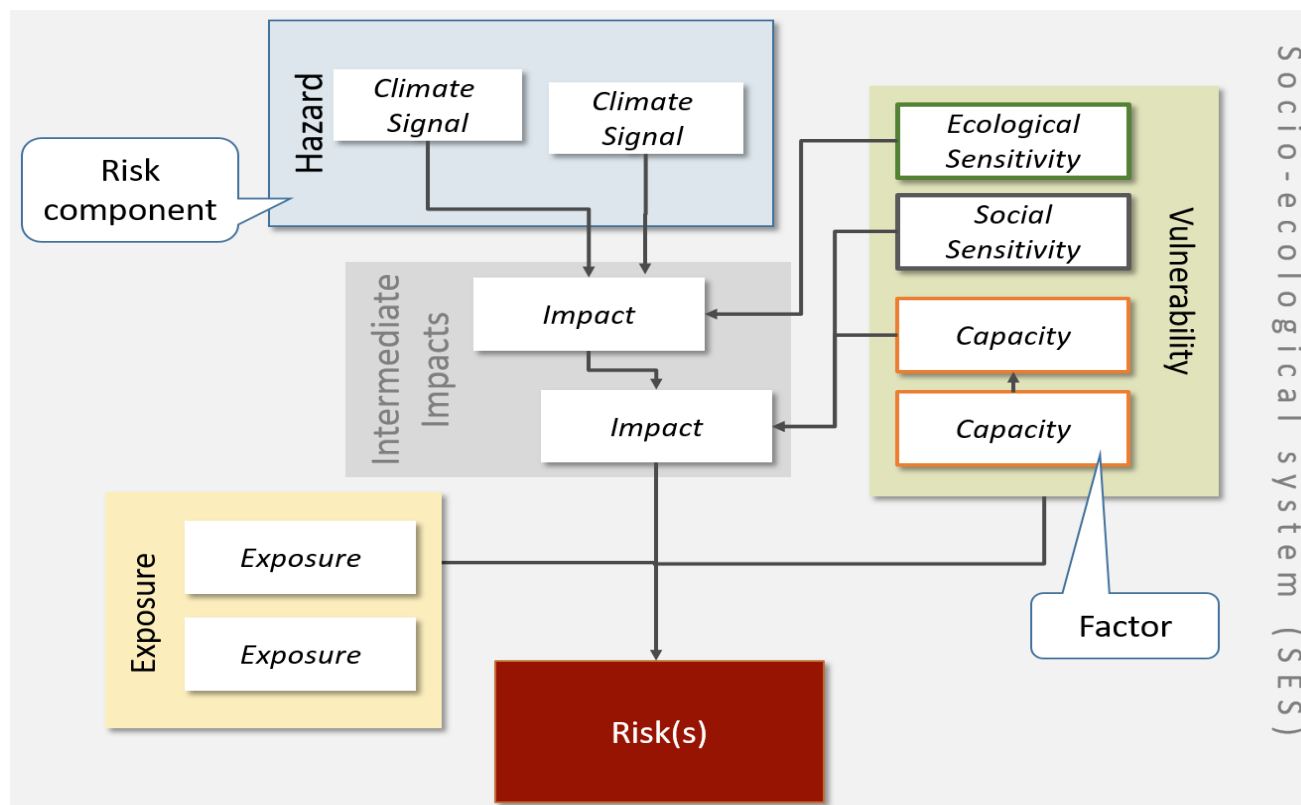 Hazard
Climate
Signal
Climate
Signal
Risk
component
Ecological
Sensitivity
Social
Sensitivity
Capacity
Capacity
Vulnerability
Socio-ecological system (SES)
Intermediate
Impacts
Impact
Impact
Exposure
Exposure
Exposure
Factor
Risk(s)